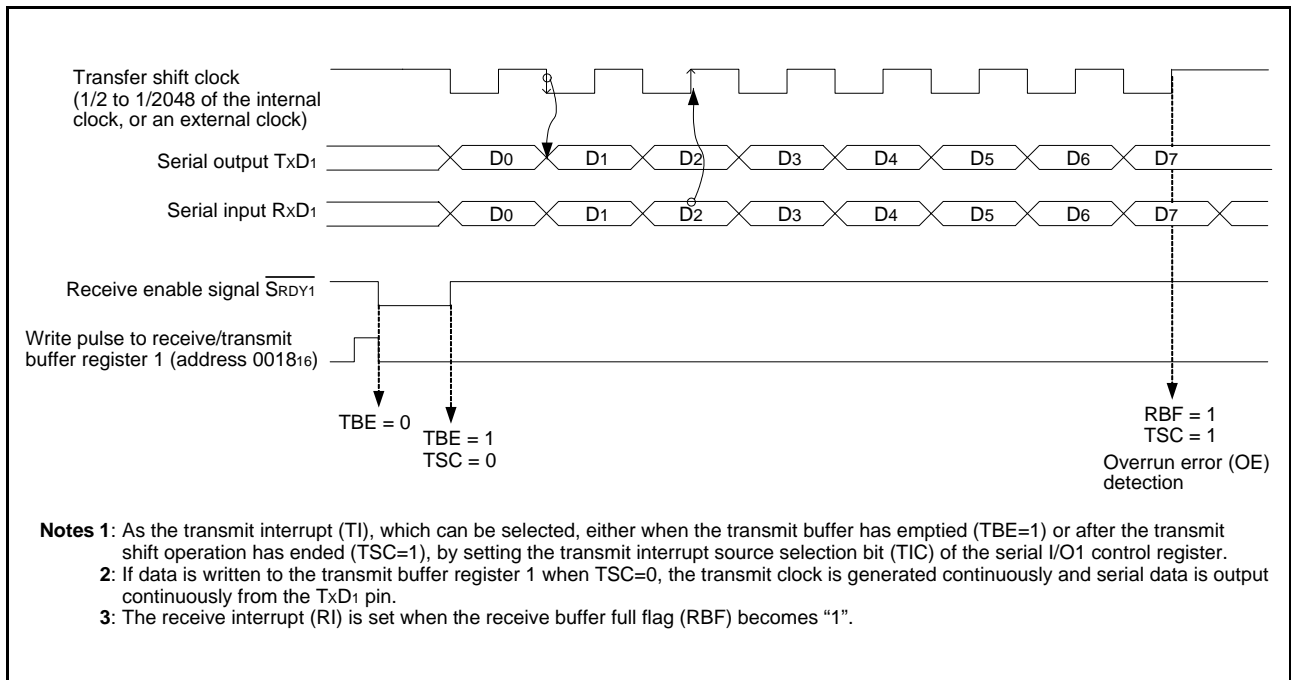 Transfer shift clock
(1/2 to 1/2048 of the internal
clock, or an external clock)
Serial output TxD1
D0 D1 D2 D3 D4 D5 D6 D7
Serial input RxD1
D0 D1 D2 D3 D4 D5 D6 D7
Receive enable signal SRDY1
Write pulse to receive/transmit
buffer register 1 (address 001816)
TBE = 0
TBE = 1
TSC = 0
RBF = 1
TSC = 1
Overrun error (OE)
detection
Notes 1: As the transmit interrupt (TI), which can be selected, either when the transmit buffer has emptied (TBE=1) or after the transmit
shift operation has ended (TSC=1), by setting the transmit interrupt source selection bit (TIC) of the serial I/O1 control register.
2: If data is written to the transmit buffer register 1 when TSC=0, the transmit clock is generated continuously and serial data is output
continuously from the TxD1 pin.
3: The receive interrupt (RI) is set when the receive buffer full flag (RBF) becomes “1”.